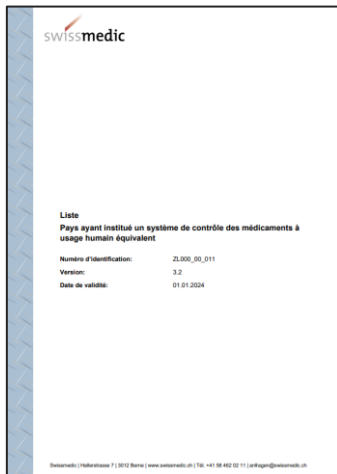 swissmedic
Liste
Pays ayant institué un système de contrôle des médicaments à
usage humain équivalent
Numéro d'identification: ZL000_00_011
Version: 3.2
Date de validité: 01.01.2024
Swissmedic | Hallerstrasse 7 | 3012 Berne | www.swissmedic.ch | Tél. +41 58 462 02 11 | anfragen@swissmedic.ch